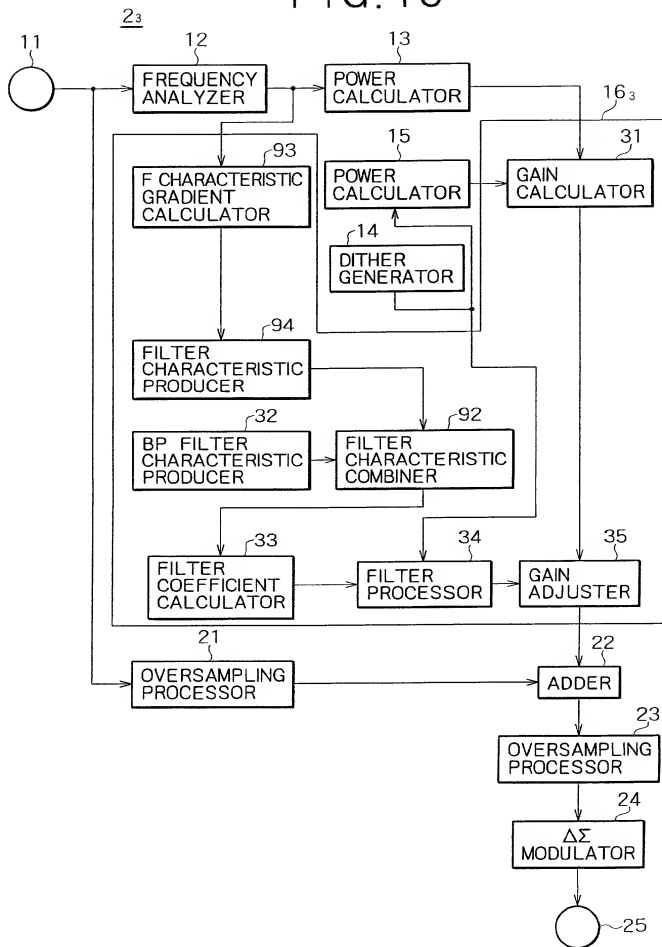 2₃
11
12
FREQUENCY
ANALYZER
13
POWER
CALCULATOR
16₃
93
F CHARACTERISTIC
GRADIENT
CALCULATOR
15
POWER
CALCULATOR
31
GAIN
CALCULATOR
14
DITHER
GENERATOR
94
FILTER
CHARACTERISTIC
PRODUCER
32
BP FILTER
CHARACTERISTIC
PRODUCER
92
FILTER
CHARACTERISTIC
COMBINER
33
FILTER
COEFFICIENT
CALCULATOR
34
FILTER
PROCESSOR
35
GAIN
ADJUSTER
21
OVERSAMPLING
PROCESSOR
22
ADDER
23
OVERSAMPLING
PROCESSOR
24
ΔΣ
MODULATOR
25